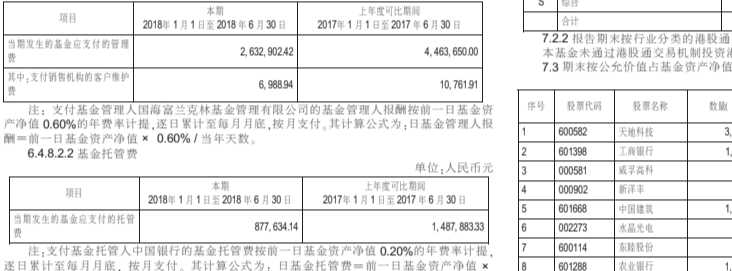 项目
本期
2018年1月1日至2018年6月30日
上年度可比期间
2017年1月1日至2017年6月30日
当期发生的基金应支付的管理
费
2,632,902.42
4,463,650.00
其中:支付销售机构的客户维护
费
6,988.94
10,761.91
注：支付基金管理人国海富兰克林基金管理有限公司的基金管理人报酬按前一日基金资
产净值0.60%的年费率计提,逐日累计至每月月底,按月支付。其计算公式为:日基金管理人报
酬＝前一日基金资产净值× 0.60% / 当年天数。
6.4.8.2.2 基金托管费
单位:人民币元
项目
本期
2018年1月1日至2018年6月30日
上年度可比期间
2017年1月1日至2017年6月30日
当期发生的基金应支付的托管
费
877,634.14
1,487,883.33
注:支付基金托管人中国银行的基金托管费按前一日基金资产净值0.20%的年费率计提,
逐日累计至每月月底，按月支付。其计算公式为：日基金托管费＝前一日基金资产净值×
S 综合
合计
7.2.2 报告期末按行业分类的港股通
本基金未通过港股通交易机制投资
7.3 期末按公允价值占基金资产净值
序号 股票代码 股票名称 数量(
1 600582 天地科技 3,
2 601398 工商银行 1,
3 000581 威孚高科
4 000902 新洋丰
5 601668 中国建筑 1,
6 002273 水晶光电
7 600114 东睦股份
8 601288 农业银行 1,